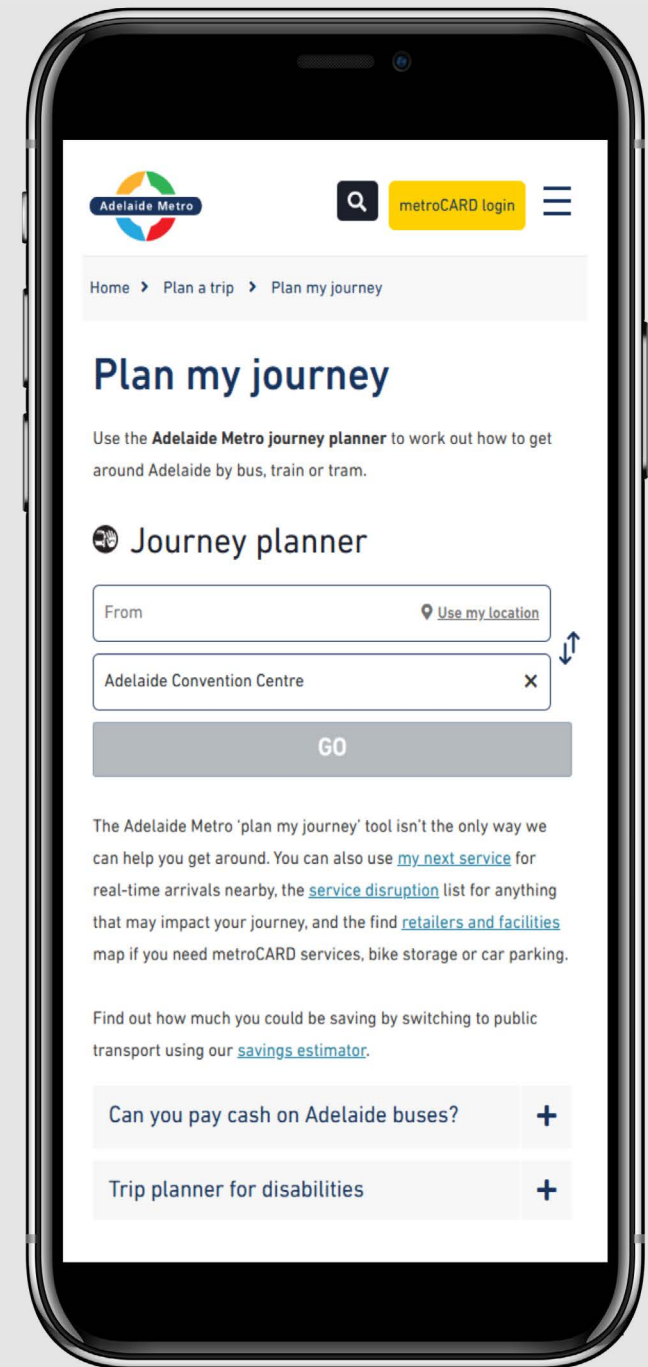 Adelaide Metro
metroCARD login
Home > Plan a trip > Plan my journey
Plan my journey
Use the Adelaide Metro journey planner to work out how to get
around Adelaide by bus, train or tram.
Journey planner
From Use my location
Adelaide Convention Centre ×
GO
The Adelaide Metro ‘plan my journey’ tool isn’t the only way we
can help you get around. You can also use my next service for
real-time arrivals nearby, the service disruption list for anything
that may impact your journey, and the find retailers and facilities
map if you need metroCARD services, bike storage or car parking.
Find out how much you could be saving by switching to public
transport using our savings estimator.
Can you pay cash on Adelaide buses? +
Trip planner for disabilities +